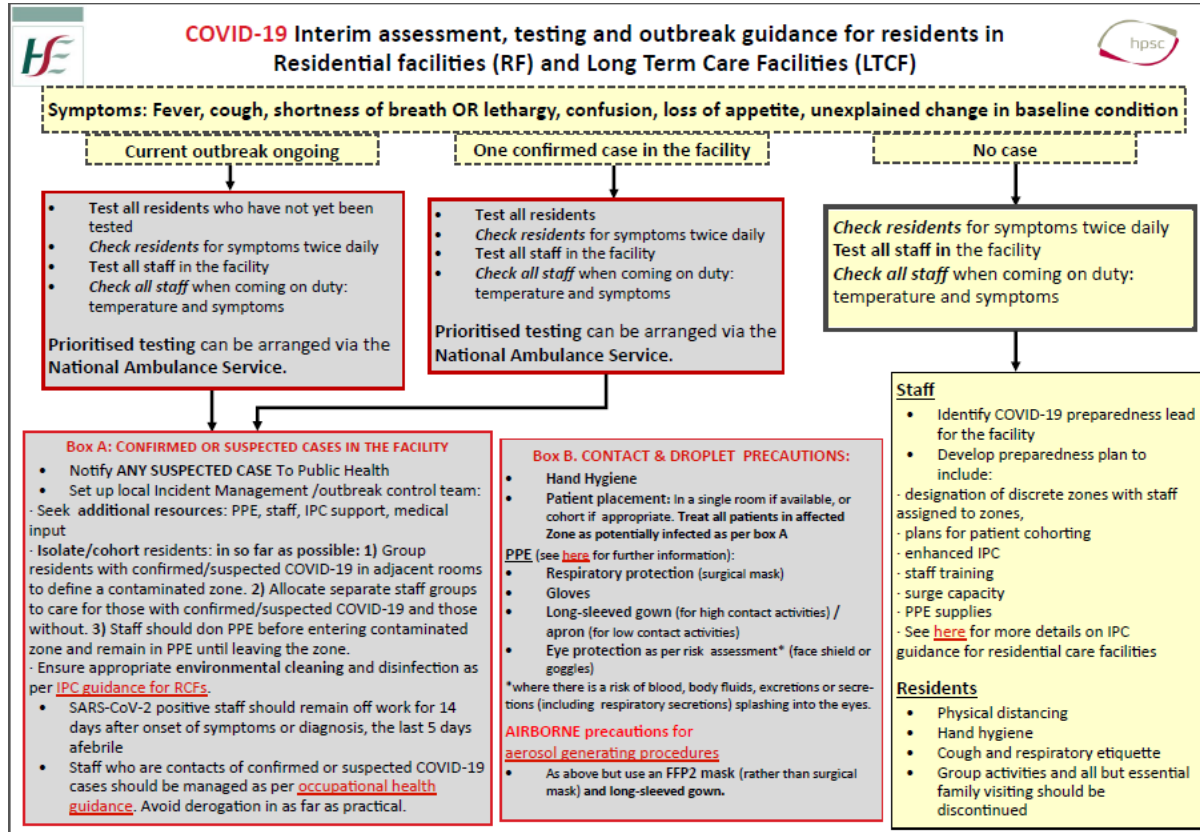 HSE
COVID-19 Interim assessment, testing and outbreak guidance for residents in
Residential facilities (RF) and Long Term Care Facilities (LTCF)
hpsc
Symptoms: Fever, cough, shortness of breath OR lethargy, confusion, loss of appetite, unexplained change in baseline condition
Current outbreak ongoing
• Test all residents who have not yet been
tested
• Check residents for symptoms twice daily
• Test all staff in the facility
• Check all staff when coming on duty:
temperature and symptoms
Prioritised testing can be arranged via the
National Ambulance Service.
One confirmed case in the facility
• Test all residents
• Check residents for symptoms twice daily
• Test all staff in the facility
• Check all staff when coming on duty:
temperature and symptoms
Prioritised testing can be arranged via the
National Ambulance Service.
No case
Check residents for symptoms twice daily
Test all staff in the facility
Check all staff when coming on duty:
temperature and symptoms
Box A: CONFIRMED OR SUSPECTED CASES IN THE FACILITY
• Notify ANY SUSPECTED CASE To Public Health
• Set up local Incident Management /outbreak control team:
· Seek additional resources: PPE, staff, IPC support, medical
input
· Isolate/cohort residents: in so far as possible: 1) Group
residents with confirmed/suspected COVID-19 in adjacent rooms
to define a contaminated zone. 2) Allocate separate staff groups
to care for those with confirmed/suspected COVID-19 and those
without. 3) Staff should don PPE before entering contaminated
zone and remain in PPE until leaving the zone.
· Ensure appropriate environmental cleaning and disinfection as
per IPC guidance for RCFs.
• SARS-CoV-2 positive staff should remain off work for 14
days after onset of symptoms or diagnosis, the last 5 days
afebrile
• Staff who are contacts of confirmed or suspected COVID-19
cases should be managed as per occupational health
guidance. Avoid derogation in as far as practical.
Box B. CONTACT & DROPLET PRECAUTIONS:
• Hand Hygiene
• Patient placement: In a single room if available, or
cohort if appropriate. Treat all patients in affected
Zone as potentially infected as per box A
PPE (see here for further information):
• Respiratory protection (surgical mask)
• Gloves
• Long-sleeved gown (for high contact activities) /
apron (for low contact activities)
• Eye protection as per risk assessment* (face shield or
goggles)
*where there is a risk of blood, body fluids, excretions or secre-
tions (including respiratory secretions) splashing into the eyes.
AIRBORNE precautions for
aerosol generating procedures
• As above but use an FFP2 mask (rather than surgical
mask) and long-sleeved gown.
Staff
• Identify COVID-19 preparedness lead
for the facility
• Develop preparedness plan to
include:
· designation of discrete zones with staff
assigned to zones,
· plans for patient cohorting
· enhanced IPC
· staff training
· surge capacity
· PPE supplies
· See here for more details on IPC
guidance for residential care facilities
Residents
• Physical distancing
• Hand hygiene
• Cough and respiratory etiquette
• Group activities and all but essential
family visiting should be
discontinued